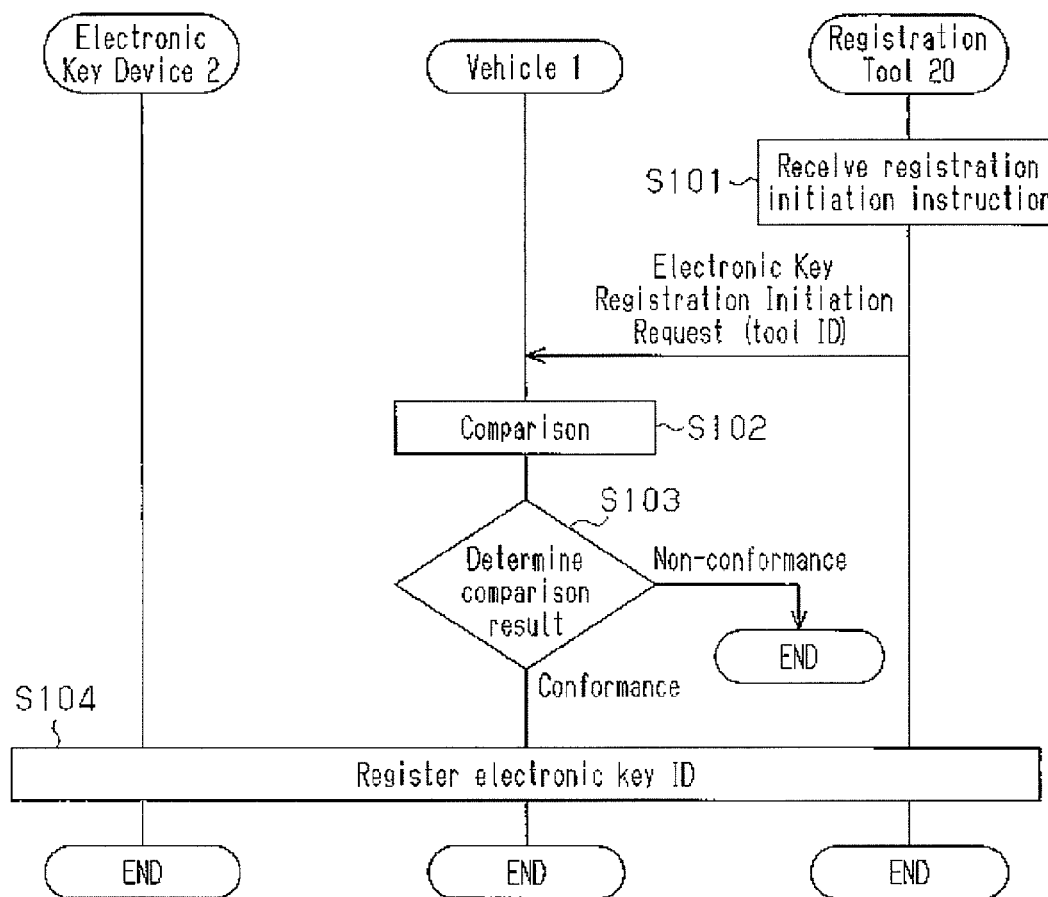 Electronic
Key Device 2
Vehicle 1
Registration
Tool 20
S101
Receive registration
initiation instruction
Electronic Key
Registration Initiation
Request (tool ID)
Comparison
S102
S103
Determine
comparison
result
Non-conformance
END
Conformance
S104
Register electronic key ID
END
END
END